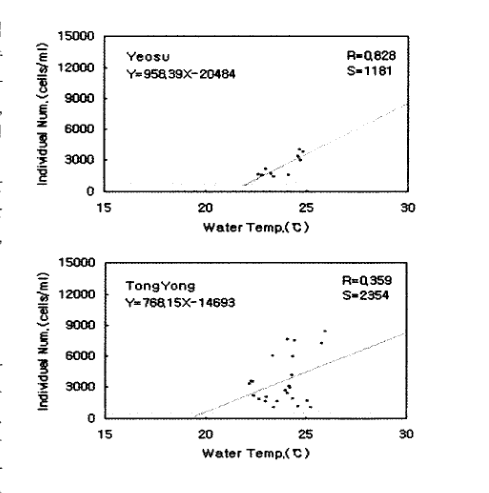 15000
12000
9000
6000
3000
0
Individual Num,(cells/ml)
Yeosu
Y=958.39X-20484
R=0.828
S=1181
15 20 25 30
Water Temp,(℃)
15000
12000
9000
6000
3000
0
Individual Num,(cells/ml)
TongYong
Y=768.15X-14693
R=0.359
S=2354
15 20 25 30
Water Temp,(℃)